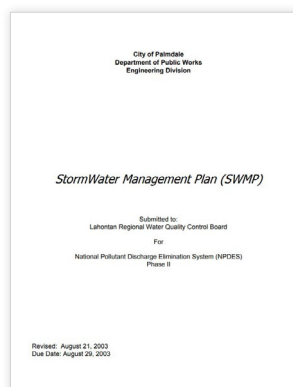 City of Palmdale
Department of Public Works
Engineering Division
StormWater Management Plan (SWMP)
Submitted to:
Lahontan Regional Water Quality Control Board
For
National Pollutant Discharge Elimination System (NPDES)
Phase II
Revised: August 21, 2003
Due Date: August 29, 2003